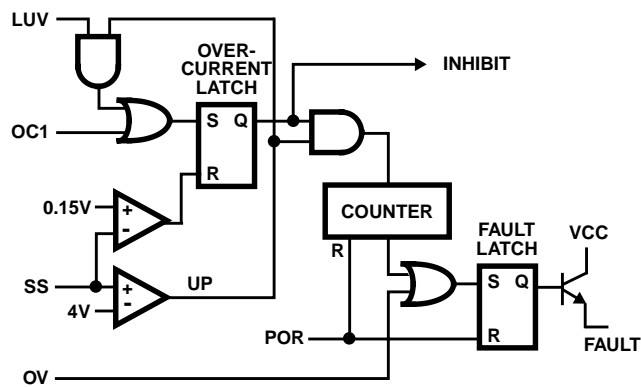 LUV
OVER-
CURRENT
LATCH
INHIBIT
S Q
OC1
R
0.15V
+
-
COUNTER
FAULT
LATCH
VCC
R
SS
+
-
UP
4V
S Q
POR
R
FAULT
OV